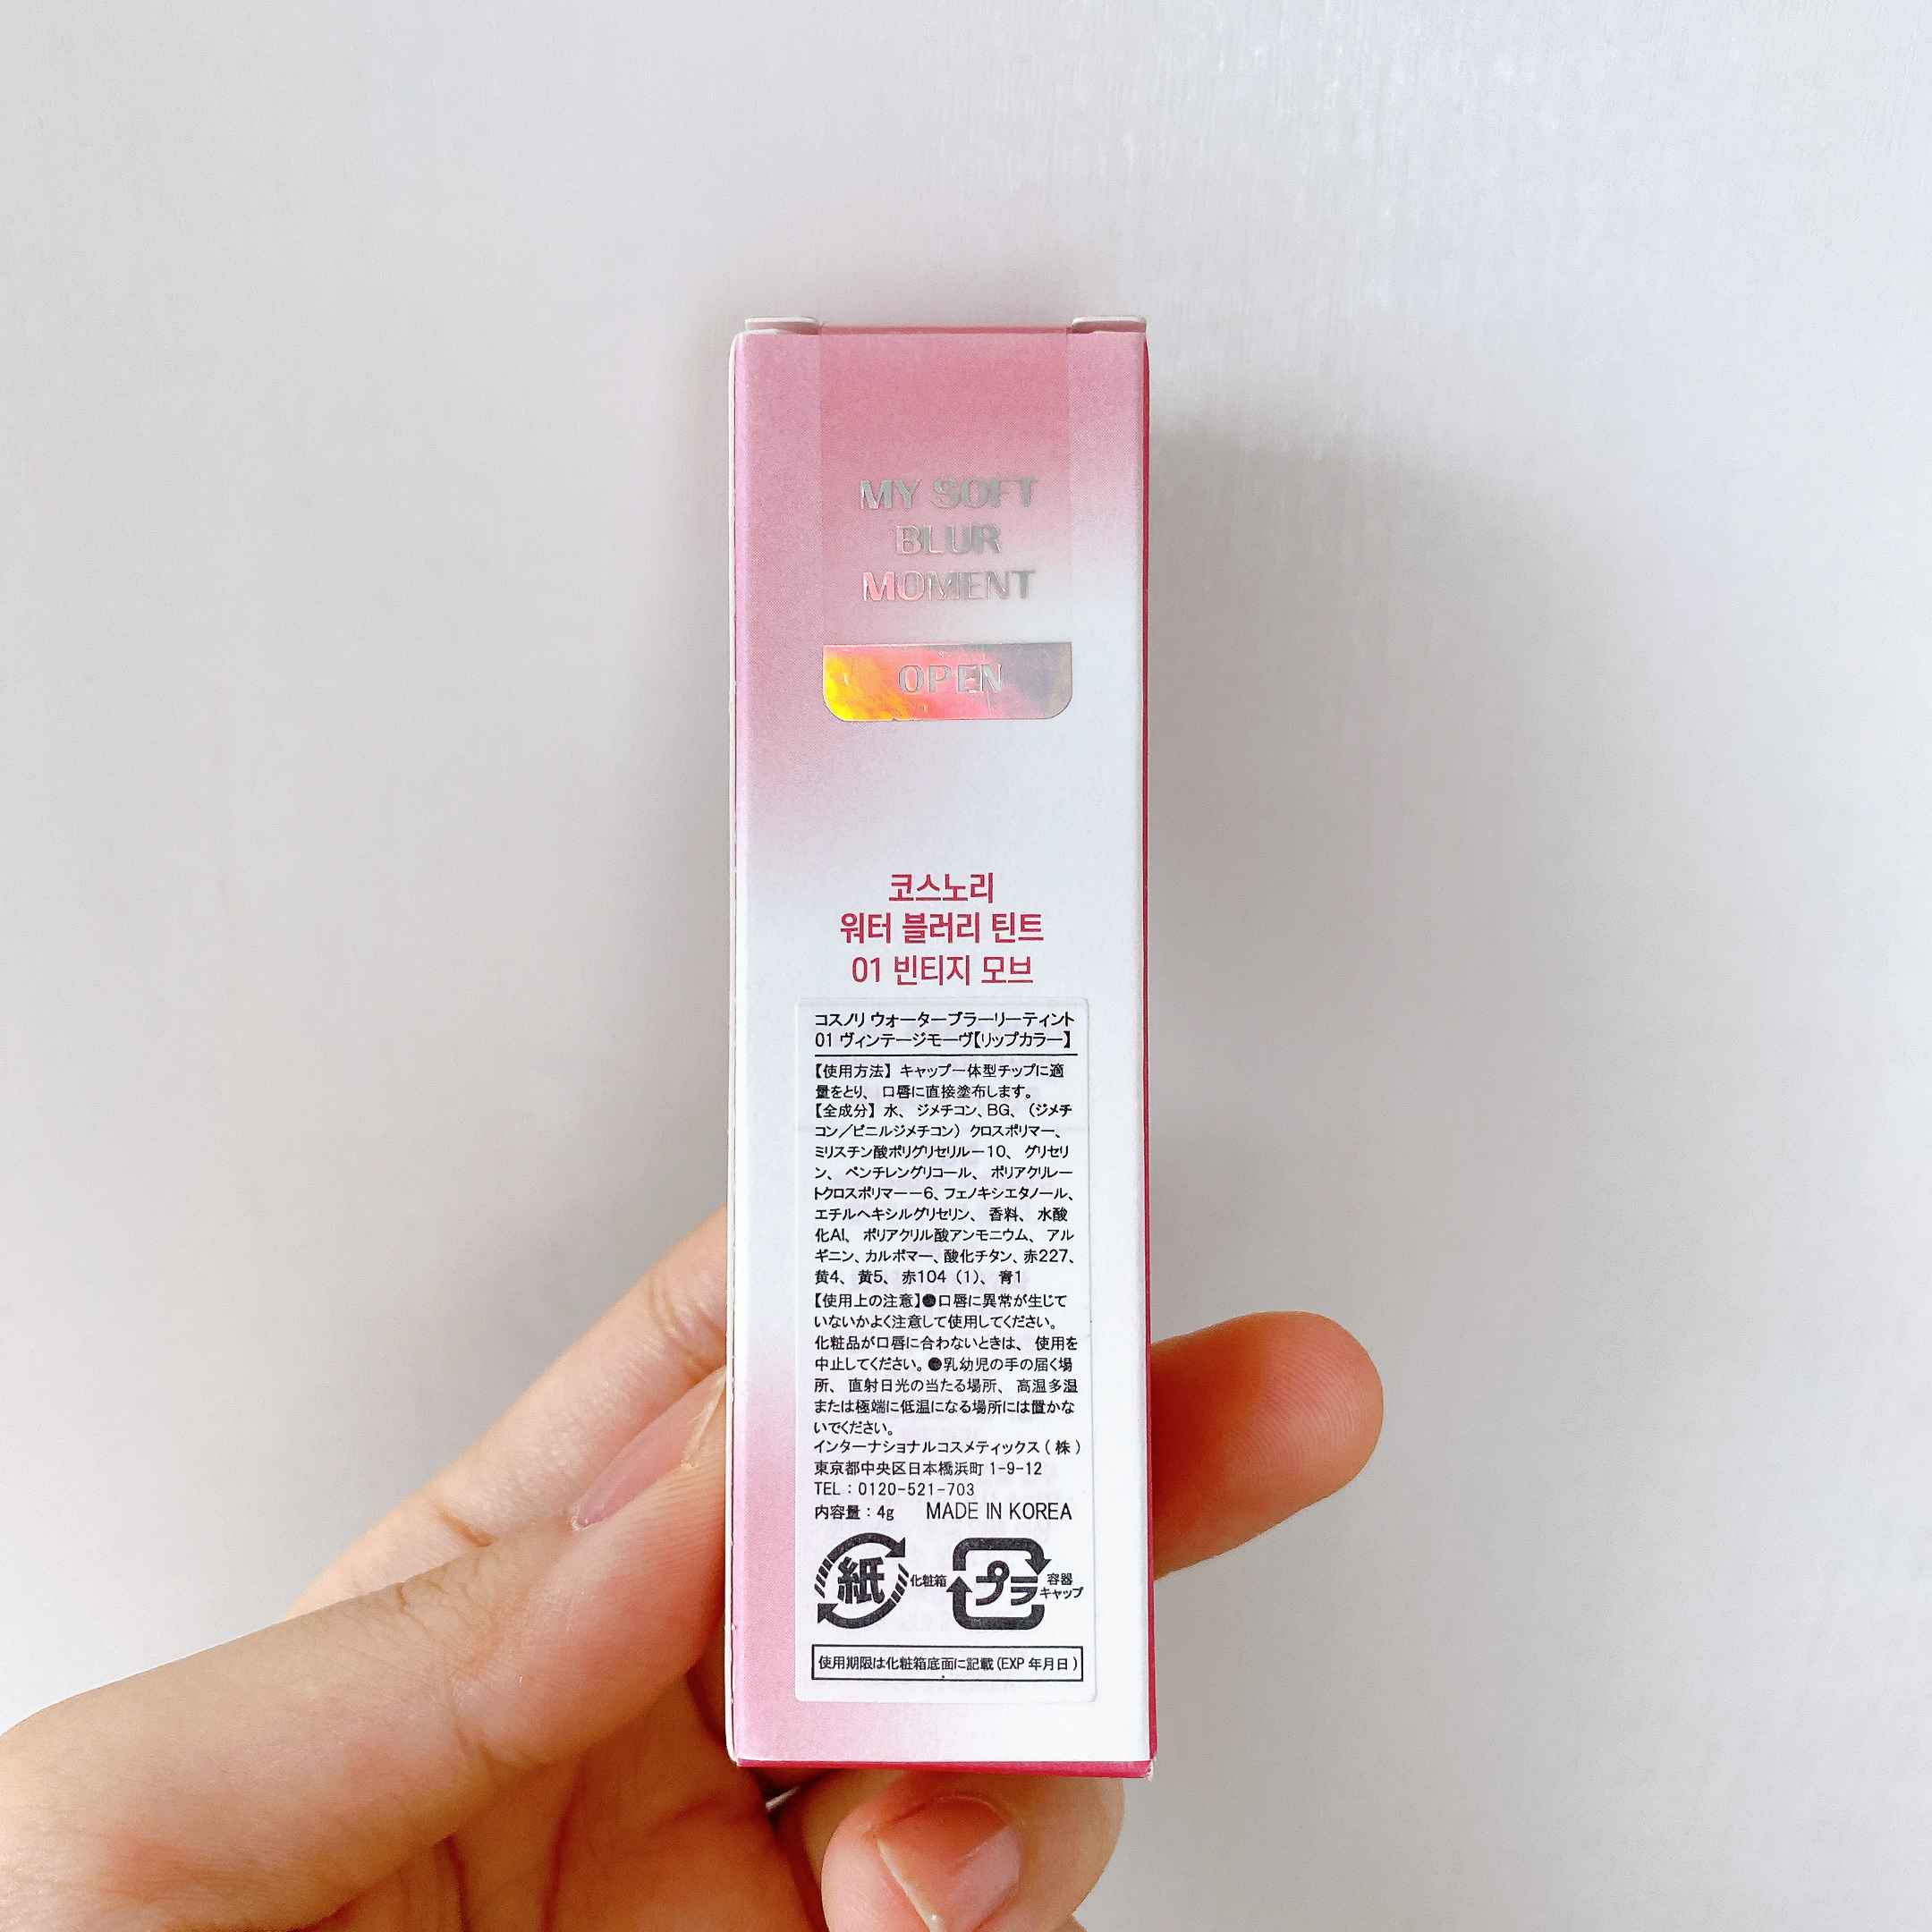 MY SOFT
BLUR
MOMENT
OPEN
코스노리
워터 블러리 틴트
01 빈티지 모브
コスノリ ウォーターブラーリーティント
01 ヴィンテージモーヴ【リップカラー】
【使用方法】 キャップ一体型チップに適
量をとり、 口唇に直接塗布します。
【全成分】 水、 ジメチコン、BG、 (ジメチ
コン/ビニルジメチコン) クロスポリマー、
ミリスチン酸ポリグリセリルー10、 グリセリ
ン、 ペンチレングリコール、 ポリアクリレー
トクロスポリマーー6、フェノキシエタノール、
エチルヘキシルグリセリン、 香料、 水酸
化Al、 ポリアクリル酸アンモニウム、 アル
ギニン、カルボマー、酸化チタン、赤227、
黄4、 黄5、 赤104 (1)、 青1
【使用上の注意】●口唇に異常が生じて
いないかよく注意して使用してください。
化粧品が口唇に合わないときは、 使用を
中止してください。●乳幼児の手の届く場
所、 直射日光の当たる場所、 高温多湿
または極端に低温になる場所には置かな
いでください。
インターナショナルコスメティックス ( 株 )
東京都中央区日本橋浜町 1-9-12
TEL : 0120-521-703
内容量 : 4g MADE IN KOREA
紙 化粧箱 プラ 容器
キャップ
使用期限は化粧箱底面に記載 (EXP 年月日 )